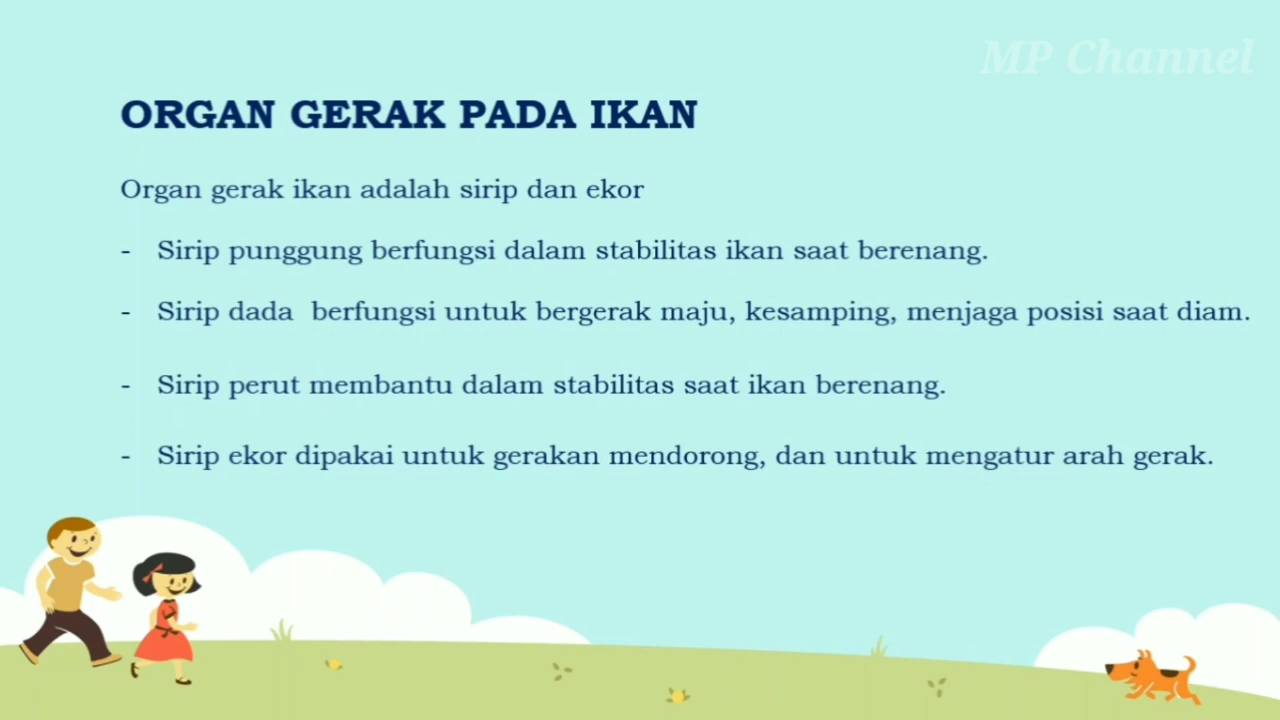 MP Channel
ORGAN GERAK PADA IKAN
Organ gerak ikan adalah sirip dan ekor
- Sirip punggung berfungsi dalam stabilitas ikan saat berenang.
- Sirip dada  berfungsi untuk bergerak maju, kesamping, menjaga posisi saat diam.
- Sirip perut membantu dalam stabilitas saat ikan berenang.
- Sirip ekor dipakai untuk gerakan mendorong, dan untuk mengatur arah gerak.